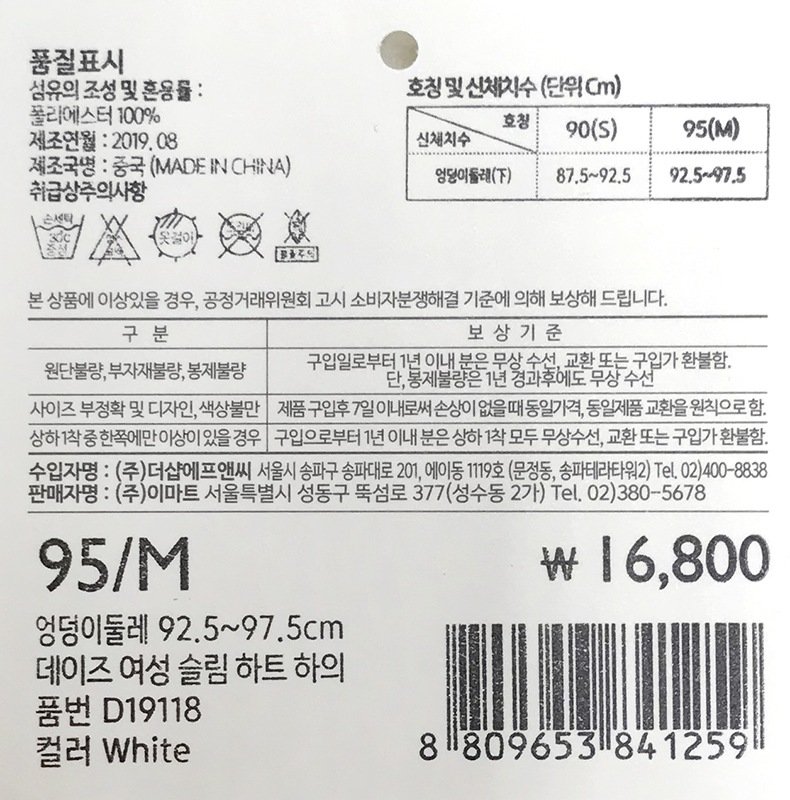 품질표시
섬유의 조성 및 혼용률 :
폴리에스터 100%
제조연월 : 2019. 08
제조국명 : 중국 (MADE IN CHINA)
취급상주의사항
손세탁
30℃
중성
옷걸이
호칭 및 신체치수 (단위 Cm)
호칭 90(S) 95(M)
신체치수
엉덩이둘레(下) 87.5~92.5 92.5~97.5
본 상품에 이상있을 경우, 공정거래위원회 고시 소비자분쟁해결 기준에 의해 보상해 드립니다.
구 분 보 상 기 준
원단불량,부자재불량,봉제불량 구입일로부터 1년 이내 분은 무상 수선, 교환 또는 구입가 환불함.
단, 봉제불량은 1년 경과후에도 무상 수선
사이즈 부정확 및 디자인, 색상불만 제품 구입후 7일 이내로써 손상이 없을 때 동일가격, 동일제품 교환을 원칙으로 함.
상하 1착 중 한쪽에만 이상이 있을 경우 구입으로부터 1년 이내 분은 상하 1착 모두 무상수선, 교환 또는 구입가 환불함.
수입자명 : (주)더샵에프앤씨 서울시 송파구 송파대로 201, 에이동 1119호 (문정동, 송파테라타워2) Tel. 02)400-8838
판매자명 : (주)이마트 서울특별시 성동구 뚝섬로 377(성수동 2가) Tel. 02)380-5678
95/M
₩ 16,800
엉덩이둘레 92.5~97.5cm
데이즈 여성 슬림 하트 하의
품번 D19118
컬러 White
8 809653 841259